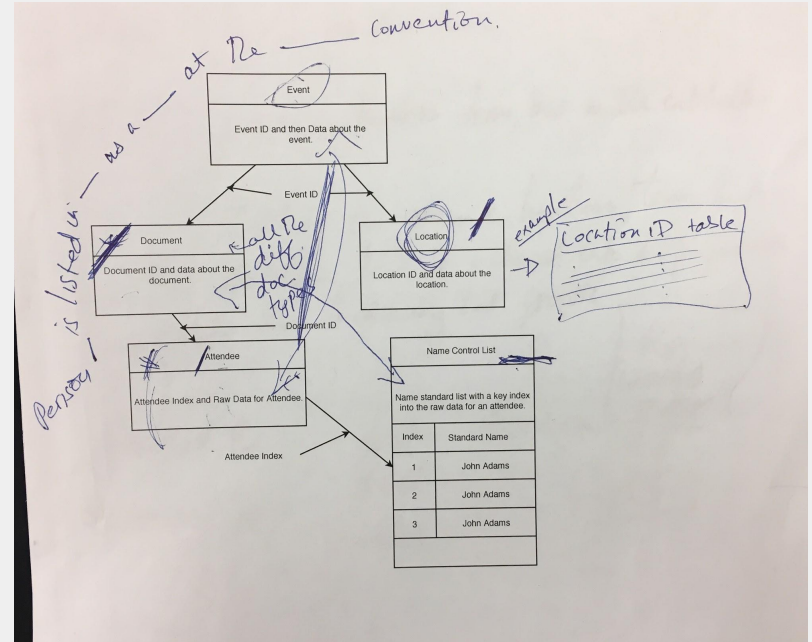 Person is listed in ___ as a ___ at the ___ convention.
Event
Event ID and then Data about the
event.
Event ID
Document
Document ID and data about the
document.
all the
diff.
doc
types
Location
Location ID and data about the
location.
example
Location ID table
Document ID
Attendee
Attendee Index and Raw Data for Attendee.
Attendee Index
Name Control List
Name standard list with a key index
into the raw data for an attendee.
Index Standard Name
1 John Adams
2 John Adams
3 John Adams